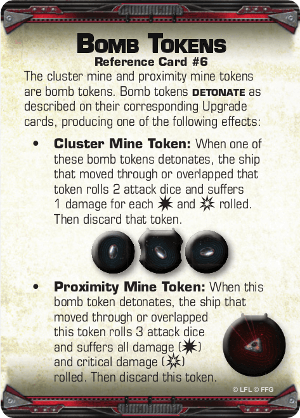 BOMB TOKENS
Reference Card #6
The cluster mine and proximity mine tokens
are bomb tokens. Bomb tokens DETONATE as
described on their corresponding Upgrade
cards, producing one of the following effects:
• Cluster Mine Token: When one of
these bomb tokens detonates, the ship
that moved through or overlapped that
token rolls 2 attack dice and suffers
1 damage for each and rolled.
Then discard that token.
• Proximity Mine Token: When this
bomb token detonates, the ship that
moved through or overlapped
this token rolls 3 attack dice
and suffers all damage ( )
and critical damage ( )
rolled. Then discard this token.
© LFL © FFG